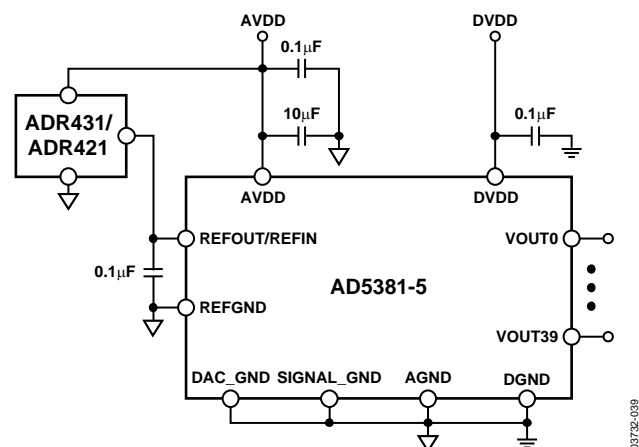 AVDD
DVDD
0.1μF
10μF
0.1μF
ADR431/
ADR421
AVDD
DVDD
REFOUT/REFIN
VOUT0
0.1μF
AD5381-5
REFGND
VOUT39
DAC_GND
SIGNAL_GND
AGND
DGND
03732-039